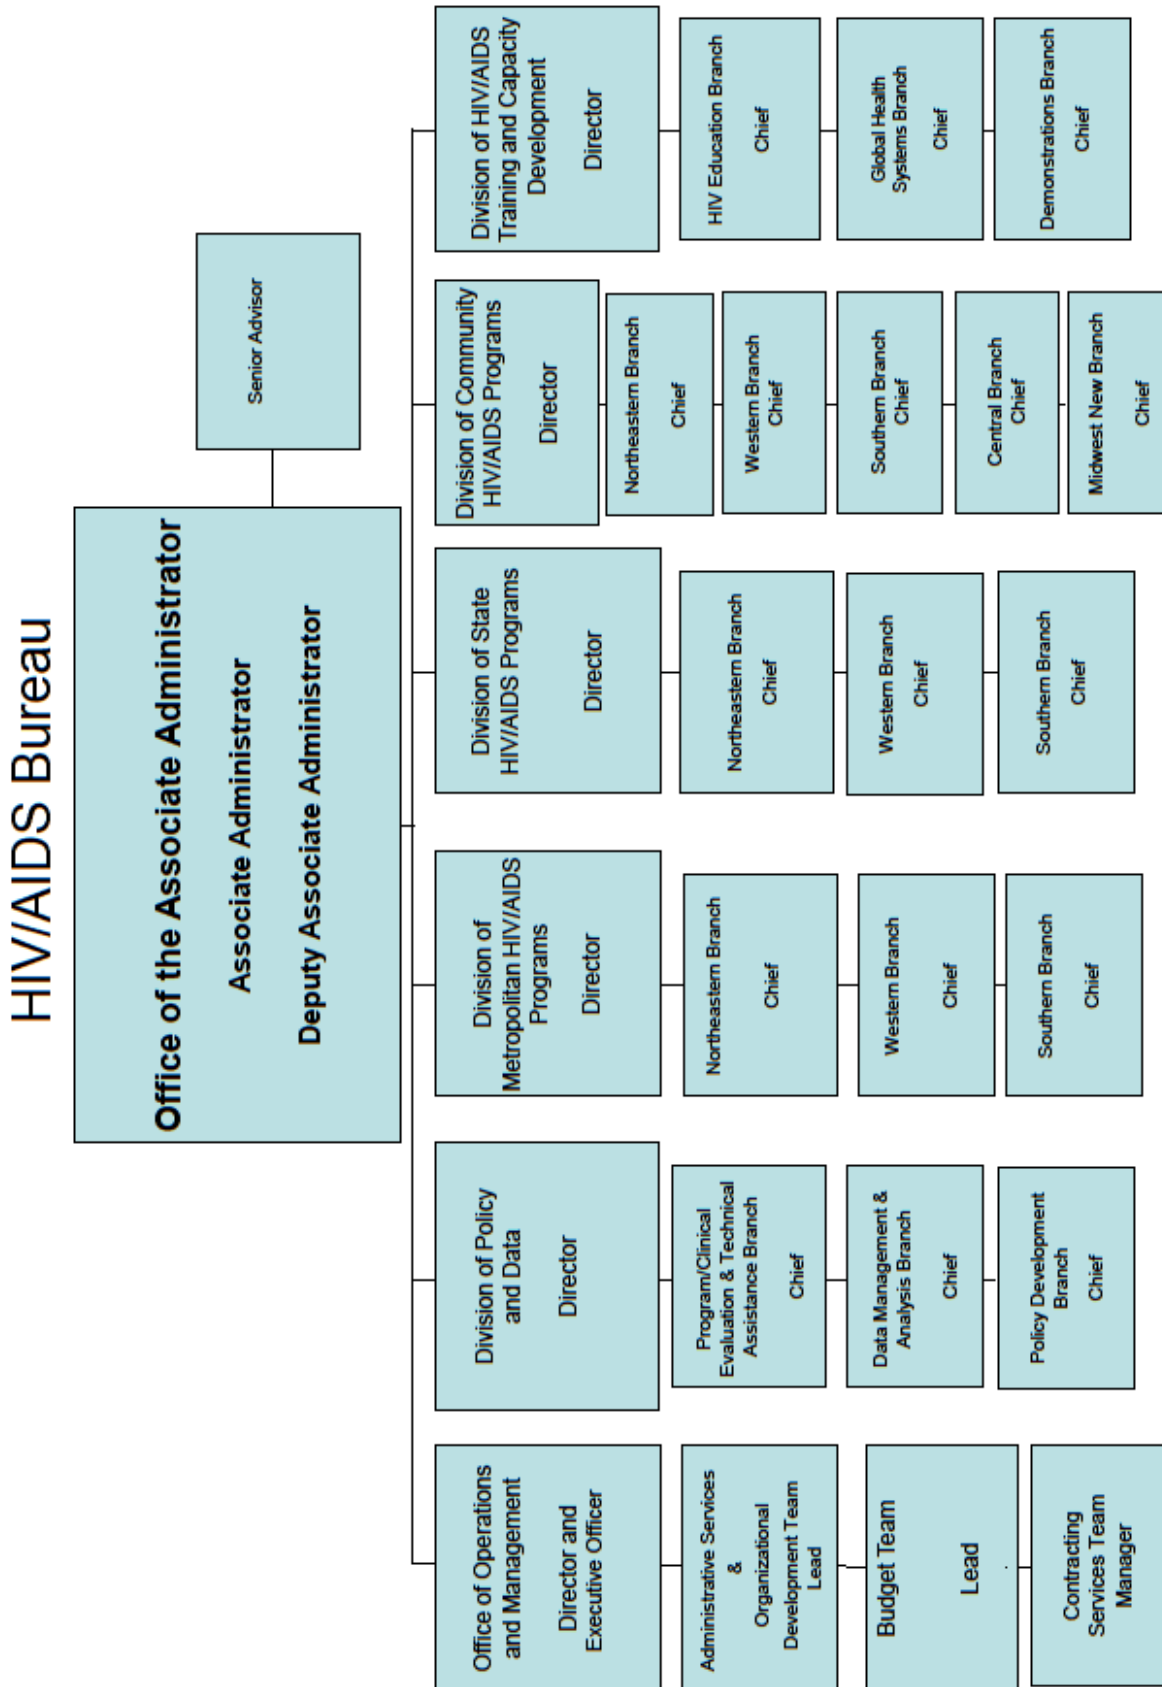 HIV/AIDS Bureau
Office of the Associate Administrator
Associate Administrator
Deputy Associate Administrator
Senior Advisor
Office of Operations
and Management
Director and
Executive Officer
Administrative Services
&
Organizational
Development Team
Lead
Budget Team
Lead
Contracting
Services Team
Manager
Division of Policy
and Data
Director
Program/Clinical
Evaluation & Technical
Assistance Branch
Chief
Data Management &
Analysis Branch
Chief
Policy Development
Branch
Chief
Division of
Metropolitan HIV/AIDS
Programs
Director
Northeastern Branch
Chief
Western Branch
Chief
Southern Branch
Chief
Division of State
HIV/AIDS Programs
Director
Northeastern Branch
Chief
Western Branch
Chief
Southern Branch
Chief
Division of Community
HIV/AIDS Programs
Director
Northeastern Branch
Chief
Western Branch
Chief
Southern Branch
Chief
Central Branch
Chief
Midwest New Branch
Chief
Division of HIV/AIDS
Training and Capacity
Development
Director
HIV Education Branch
Chief
Global Health
Systems Branch
Chief
Demonstrations Branch
Chief